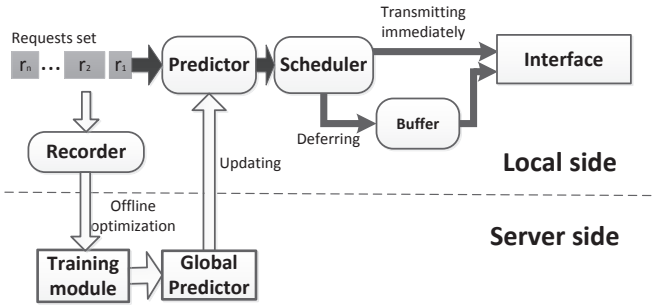 Requests set
rn ... r2 r1
Predictor
Scheduler
Transmitting
immediately
Interface
Deferring
Buffer
Recorder
Updating
Local side
Offline
optimization
Server side
Training
module
Global
Predictor